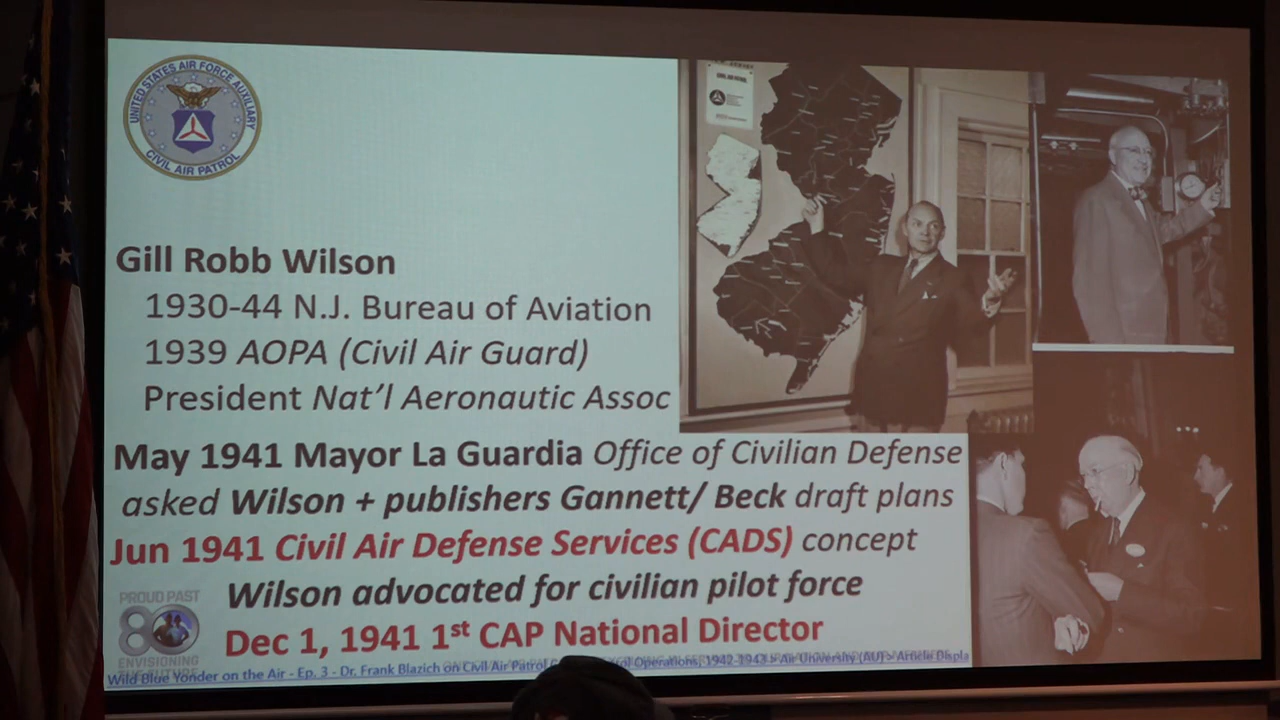 UNITED STATES AIR FORCE AUXILIARY
CIVIL AIR PATROL
CIVIL AIR PATROL
Gill Robb Wilson
1930-44 N.J. Bureau of Aviation
1939 AOPA (Civil Air Guard)
President Nat'l Aeronautic Assoc
May 1941 Mayor La Guardia Office of Civilian Defense
asked Wilson + publishers Gannett/ Beck draft plans
Jun 1941 Civil Air Defense Services (CADS) concept
Wilson advocated for civilian pilot force
Dec 1, 1941 1st CAP National Director
PROUD PAST
80
ENVISIONING
Wild Blue Yonder on the Air - Ep. 3 - Dr. Frank Blazich on Civil Air Patrol Operations, 1942-1943 > Air University (AU) > Article Displa